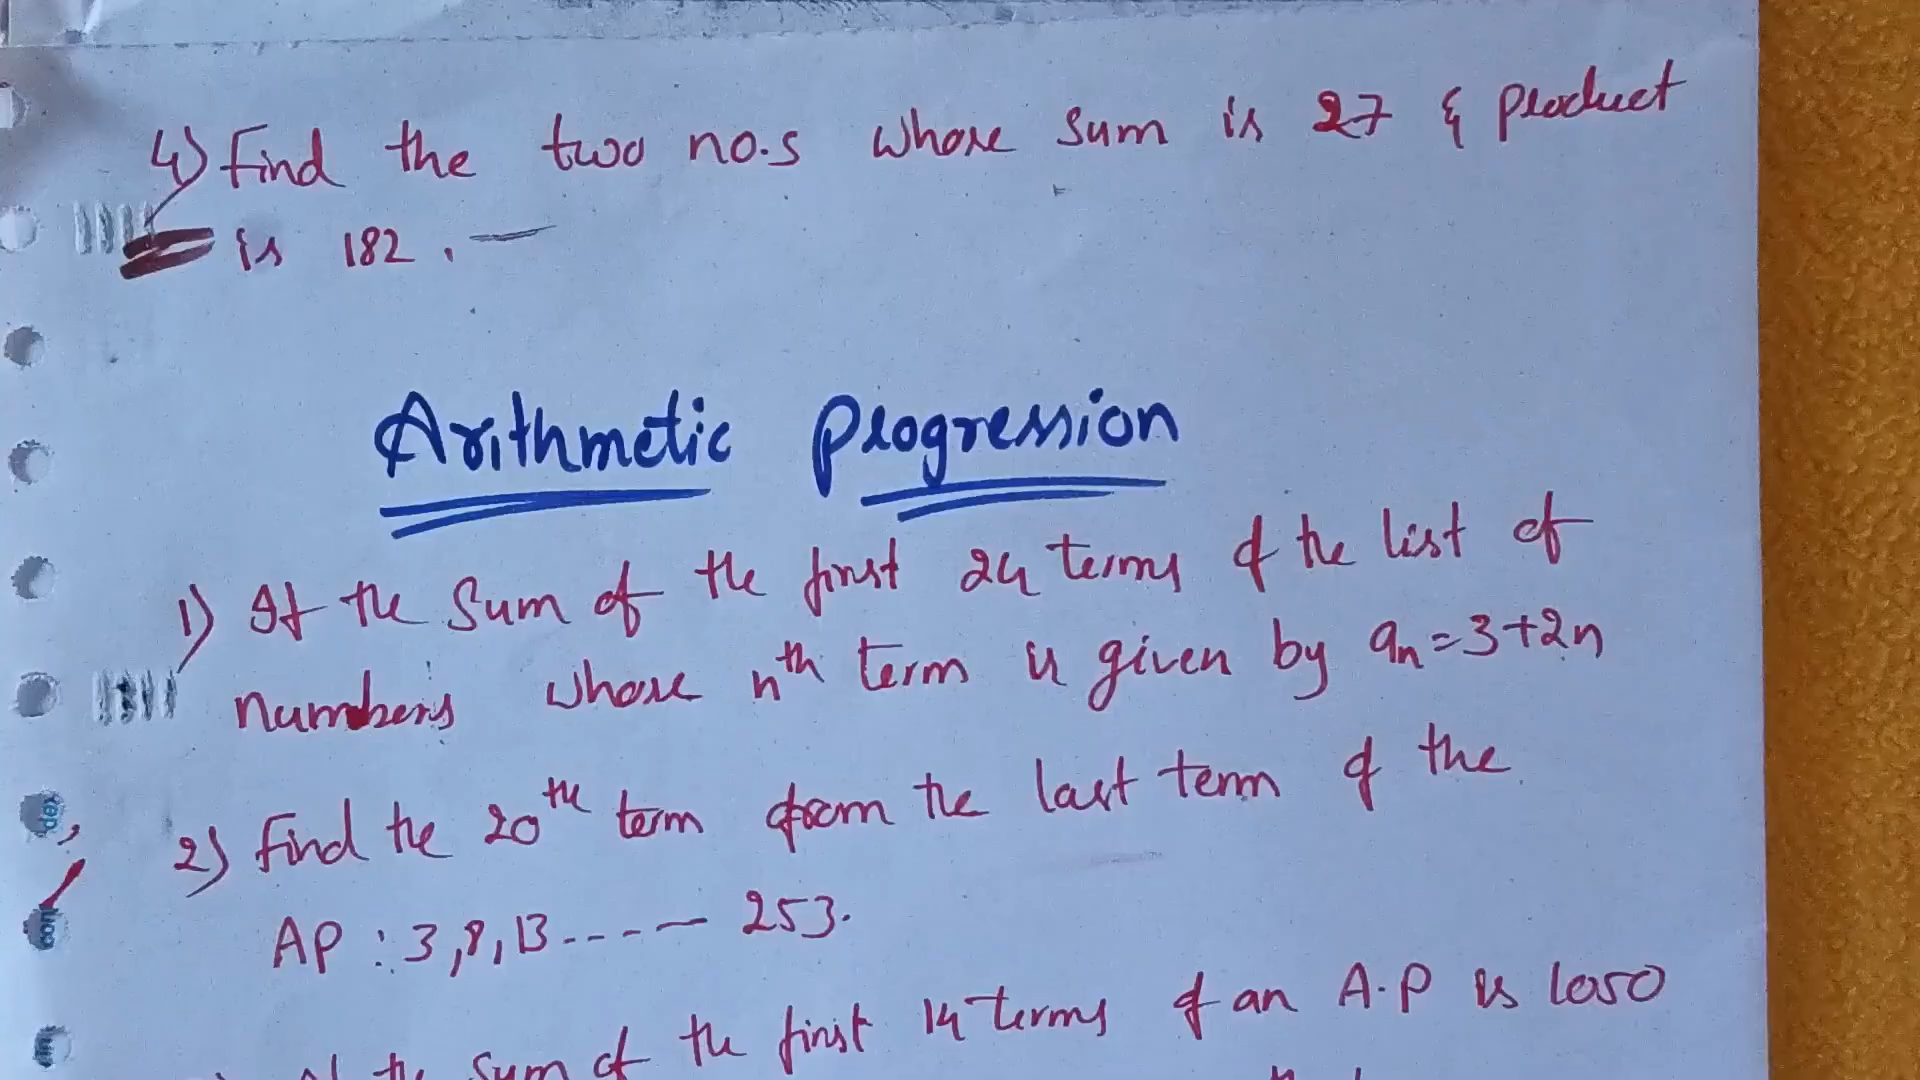 4) Find the two no.s whose sum is 27 & product
is 182.
Arithmetic Progression
1) If the sum of the first 24 terms of the list of
numbers whose nth term is given by an=3+2n
2) Find the 20th term from the last term of the
AP : 3,8,13----- 253.
If the sum of the first 14 terms of an A.P is 1050